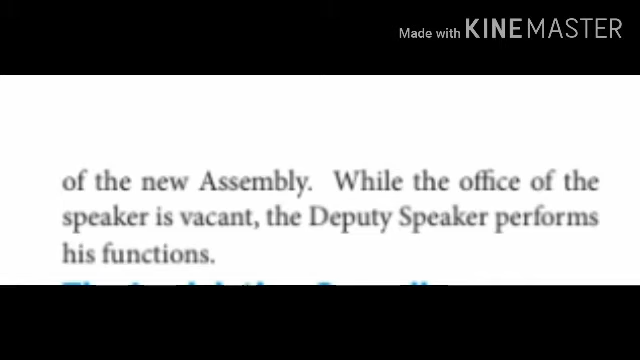 Made with KINEMASTER
of the new Assembly. While the office of the
speaker is vacant, the Deputy Speaker performs
his functions.